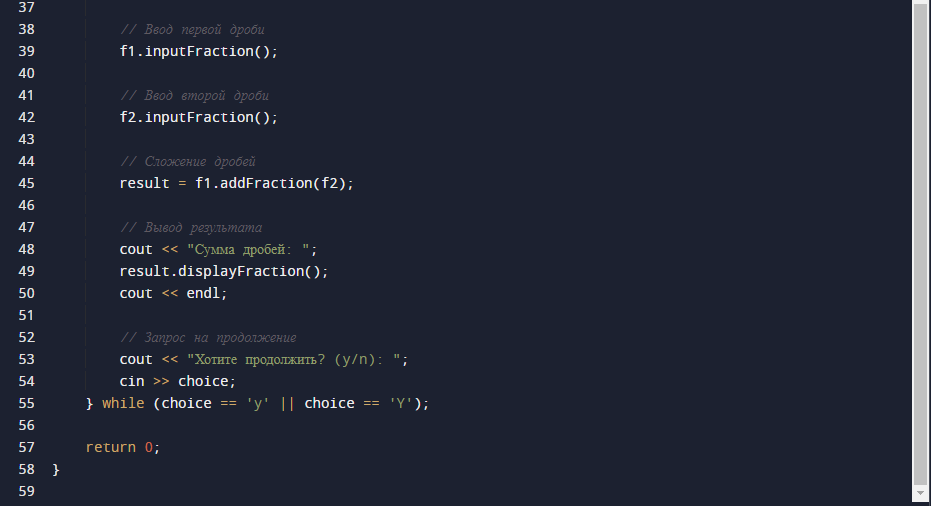 37
38 // Ввод первой дроби
39 f1.inputFraction();
40
41 // Ввод второй дроби
42 f2.inputFraction();
43
44 // Сложение дробей
45 result = f1.addFraction(f2);
46
47 // Вывод результата
48 cout << "Сумма дробей: ";
49 result.displayFraction();
50 cout << endl;
51
52 // Запрос на продолжение
53 cout << "Хотите продолжить? (y/n): ";
54 cin >> choice;
55 } while (choice == 'y' || choice == 'Y');
56
57 return 0;
58 }
59